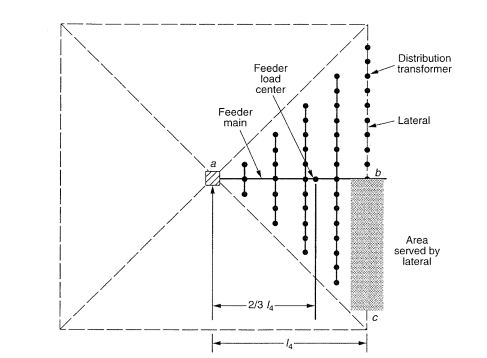 Feeder
load
center
Distribution
transformer
Feeder
main
Lateral
a
b
Area
served by
lateral
2/3 l₄
c
l₄